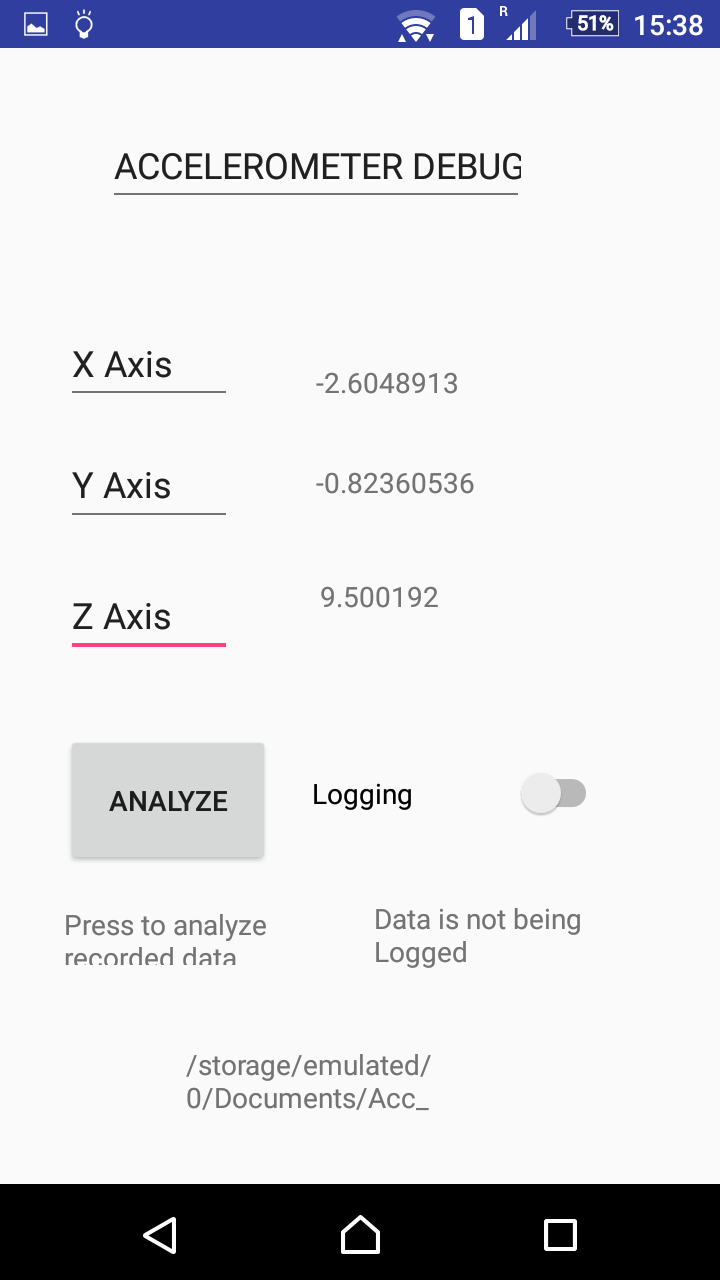 R
1
51%
15:38
ACCELEROMETER DEBUG
X Axis
-2.6048913
Y Axis
-0.82360536
Z Axis
9.500192
ANALYZE
Logging
Press to analyze
recorded data
Data is not being
Logged
/storage/emulated/
0/Documents/Acc_